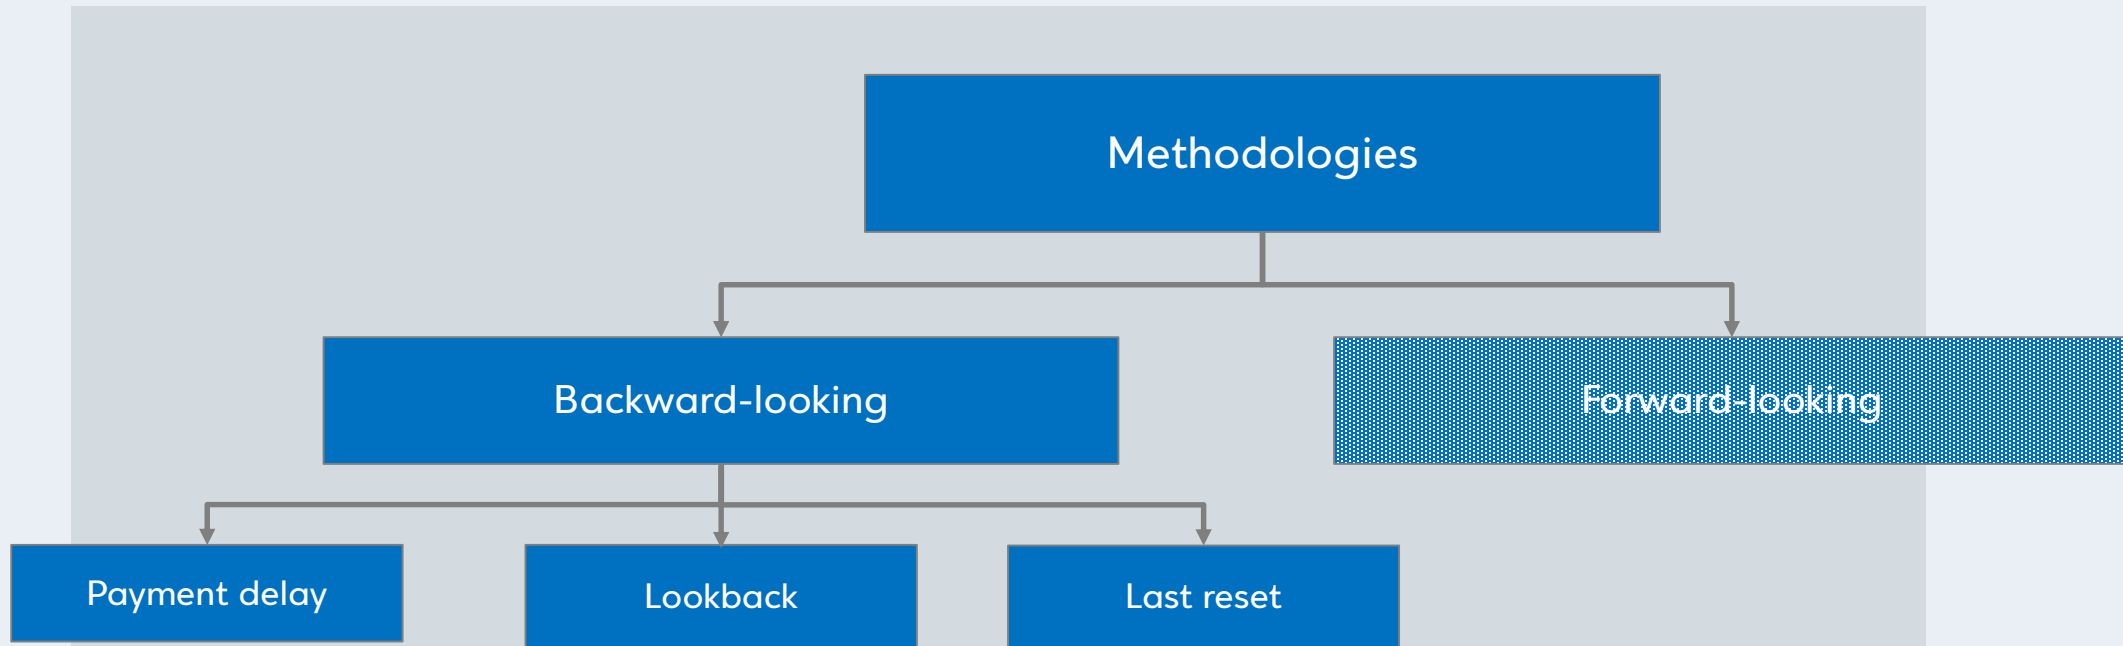 Methodologies
Backward-looking
Forward-looking
Payment delay
Lookback
Last reset